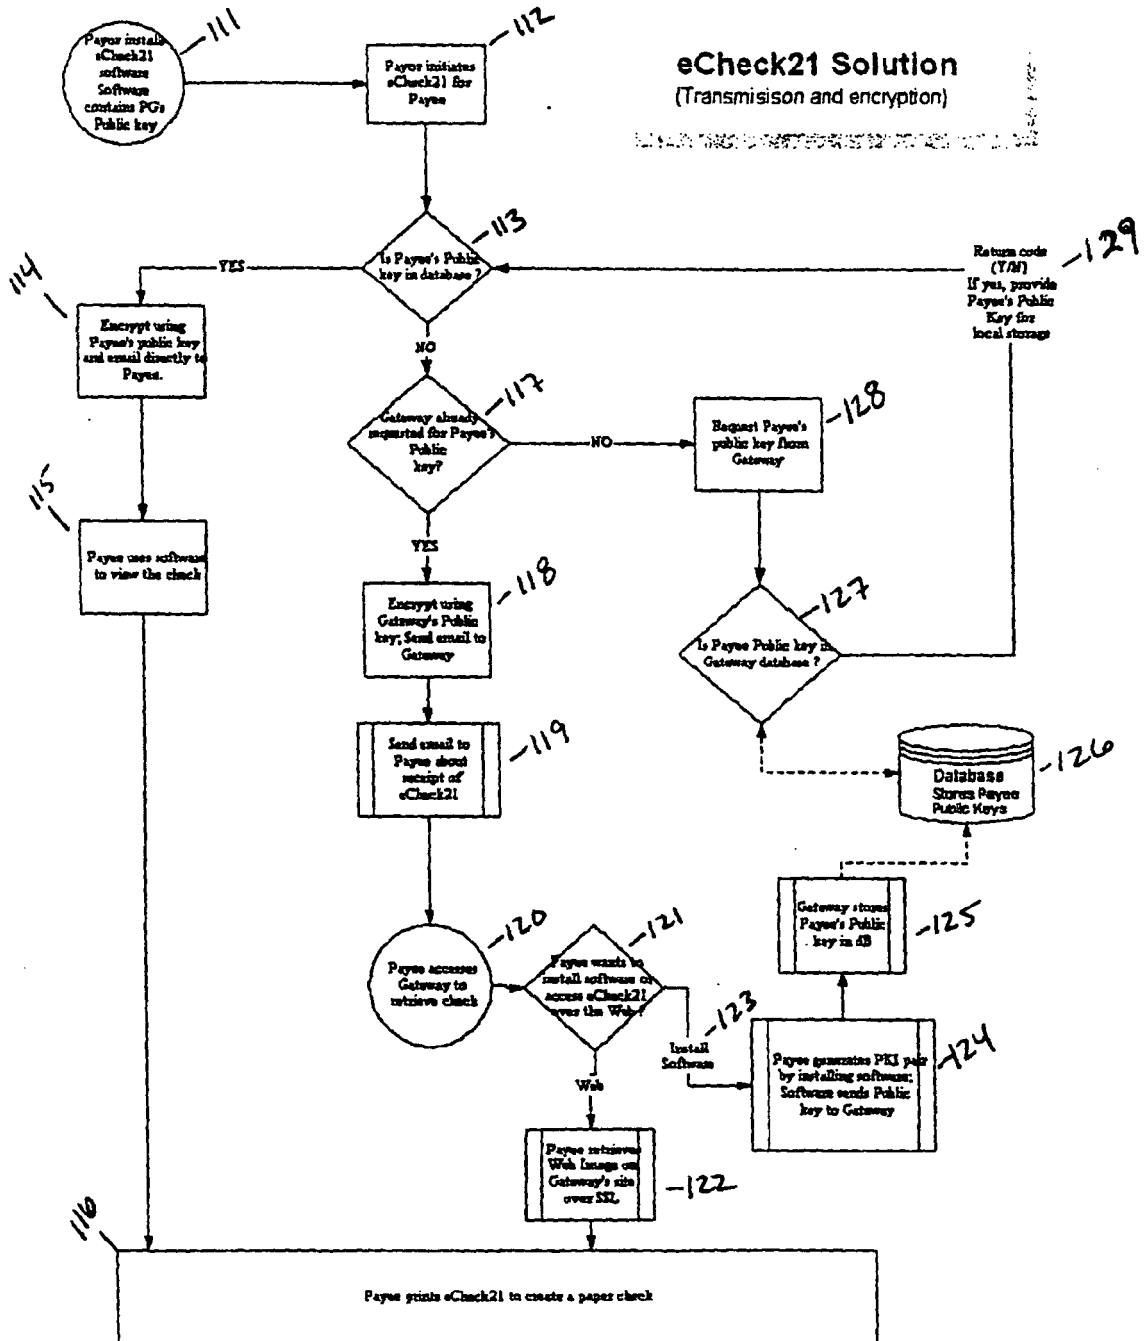 111
Payor installs
eCheck21
software
Software
contains PGs
Public key
112
Payor initiates
eCheck21 for
Payee
eCheck21 Solution
(Transmisison and encryption)
113
Is Payee's Public
key in database ?
YES
NO
Return code
(Y/N)
If yes, provide
Payee's Public
Key for
local storage
129
114
Encrypt using
Payee's public key
and email directly to
Payee.
117
Gateway already
requested for Payee's
Public
key?
NO
YES
128
Request Payee's
public key from
Gateway
115
Payee uses software
to view the check
118
Encrypt using
Gateway's Public
key; Send email to
Gateway
127
Is Payee Public key in
Gateway database ?
119
Send email to
Payee about
receipt of
eCheck21
126
Database
Stores Payee
Public Keys
125
Gateway stores
Payee's Public
key in dB
120
Payee accesses
Gateway to
retrieve check
121
Payee wants to
install software or
access eCheck21
over the Web ?
123
Install
Software
Web
124
Payee generates PKI pair
by installing software;
Software sends Public
key to Gateway
122
Payee retrieves
Web Image on
Gateway's site
over SSL
116
Payee prints eCheck21 to create a paper check